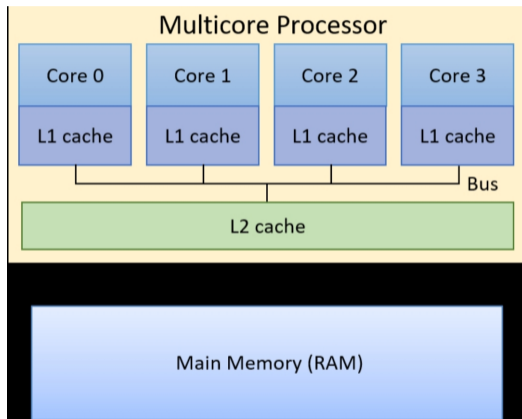 Multicore Processor
Core 0
Core 1
Core 2
Core 3
L1 cache
L1 cache
L1 cache
L1 cache
Bus
L2 cache
Main Memory (RAM)